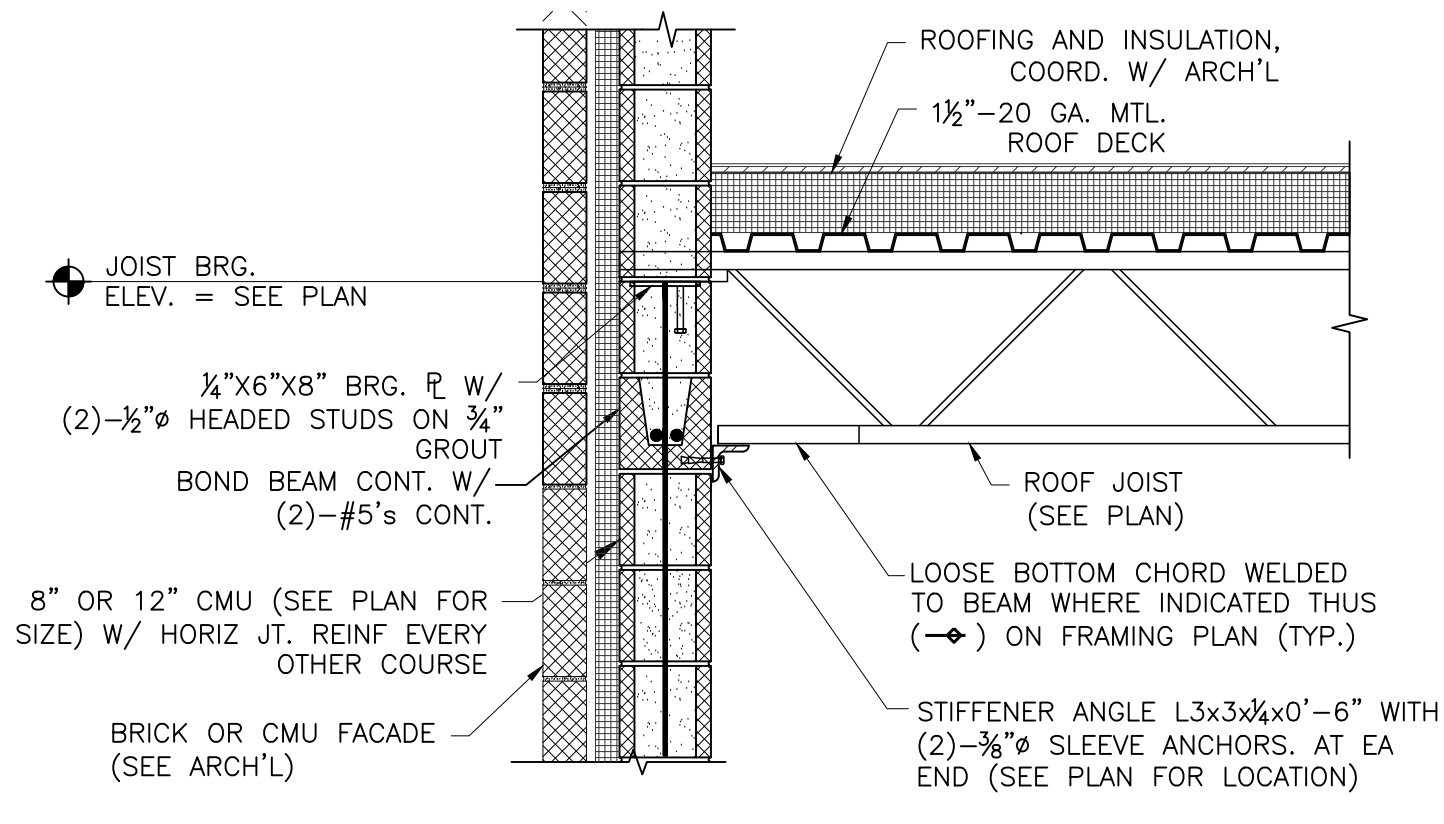 ROOFING AND INSULATION,
COORD. W/ ARCH'L
1½"-20 GA. MTL.
ROOF DECK
JOIST BRG.
ELEV. = SEE PLAN
¼"X6"X8" BRG. ℄ W/
(2)-½"ø HEADED STUDS ON ¾"
GROUT
BOND BEAM CONT. W/
(2)-#5's CONT.
8" OR 12" CMU (SEE PLAN FOR
SIZE) W/ HORIZ JT. REINF EVERY
OTHER COURSE
BRICK OR CMU FACADE
(SEE ARCH'L)
ROOF JOIST
(SEE PLAN)
LOOSE BOTTOM CHORD WELDED
TO BEAM WHERE INDICATED THUS
( ) ON FRAMING PLAN (TYP.)
STIFFENER ANGLE L3x3x¼x0'-6" WITH
(2)-⅜"ø SLEEVE ANCHORS. AT EA
END (SEE PLAN FOR LOCATION)